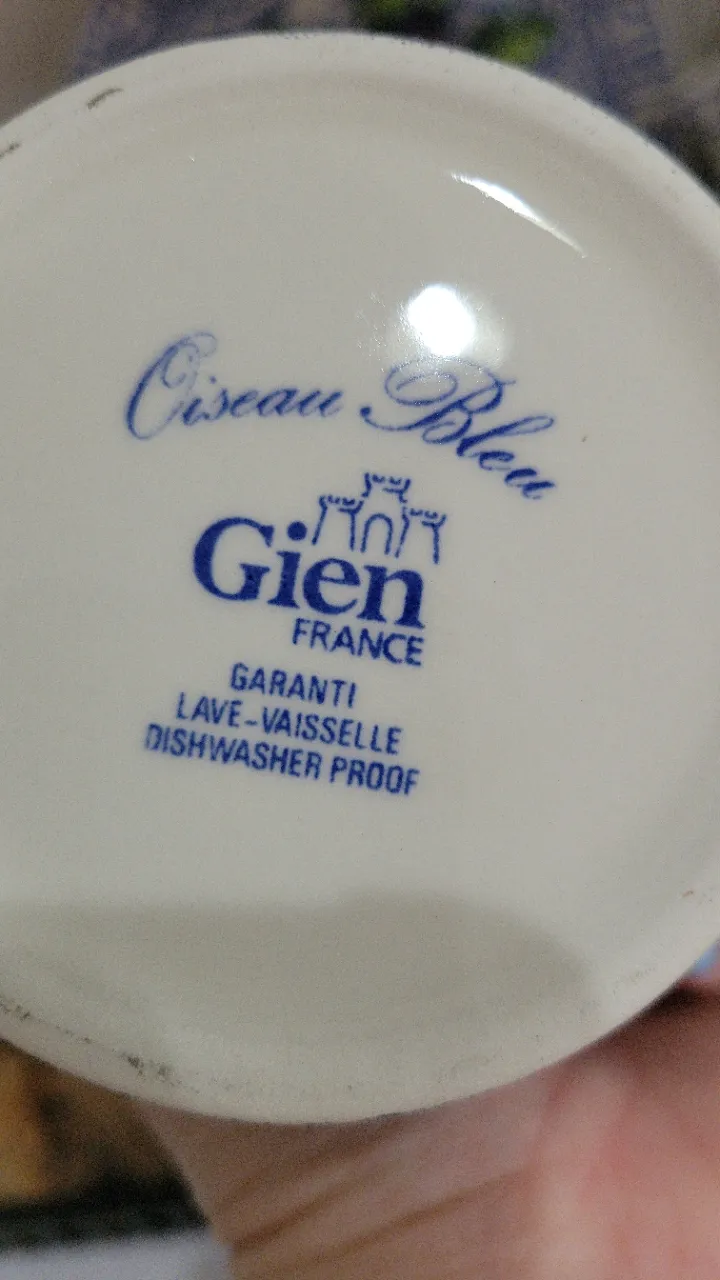 Oiseau Bleu
Gien
FRANCE
GARANTI
LAVE-VAISSELLE
DISHWASHER PROOF